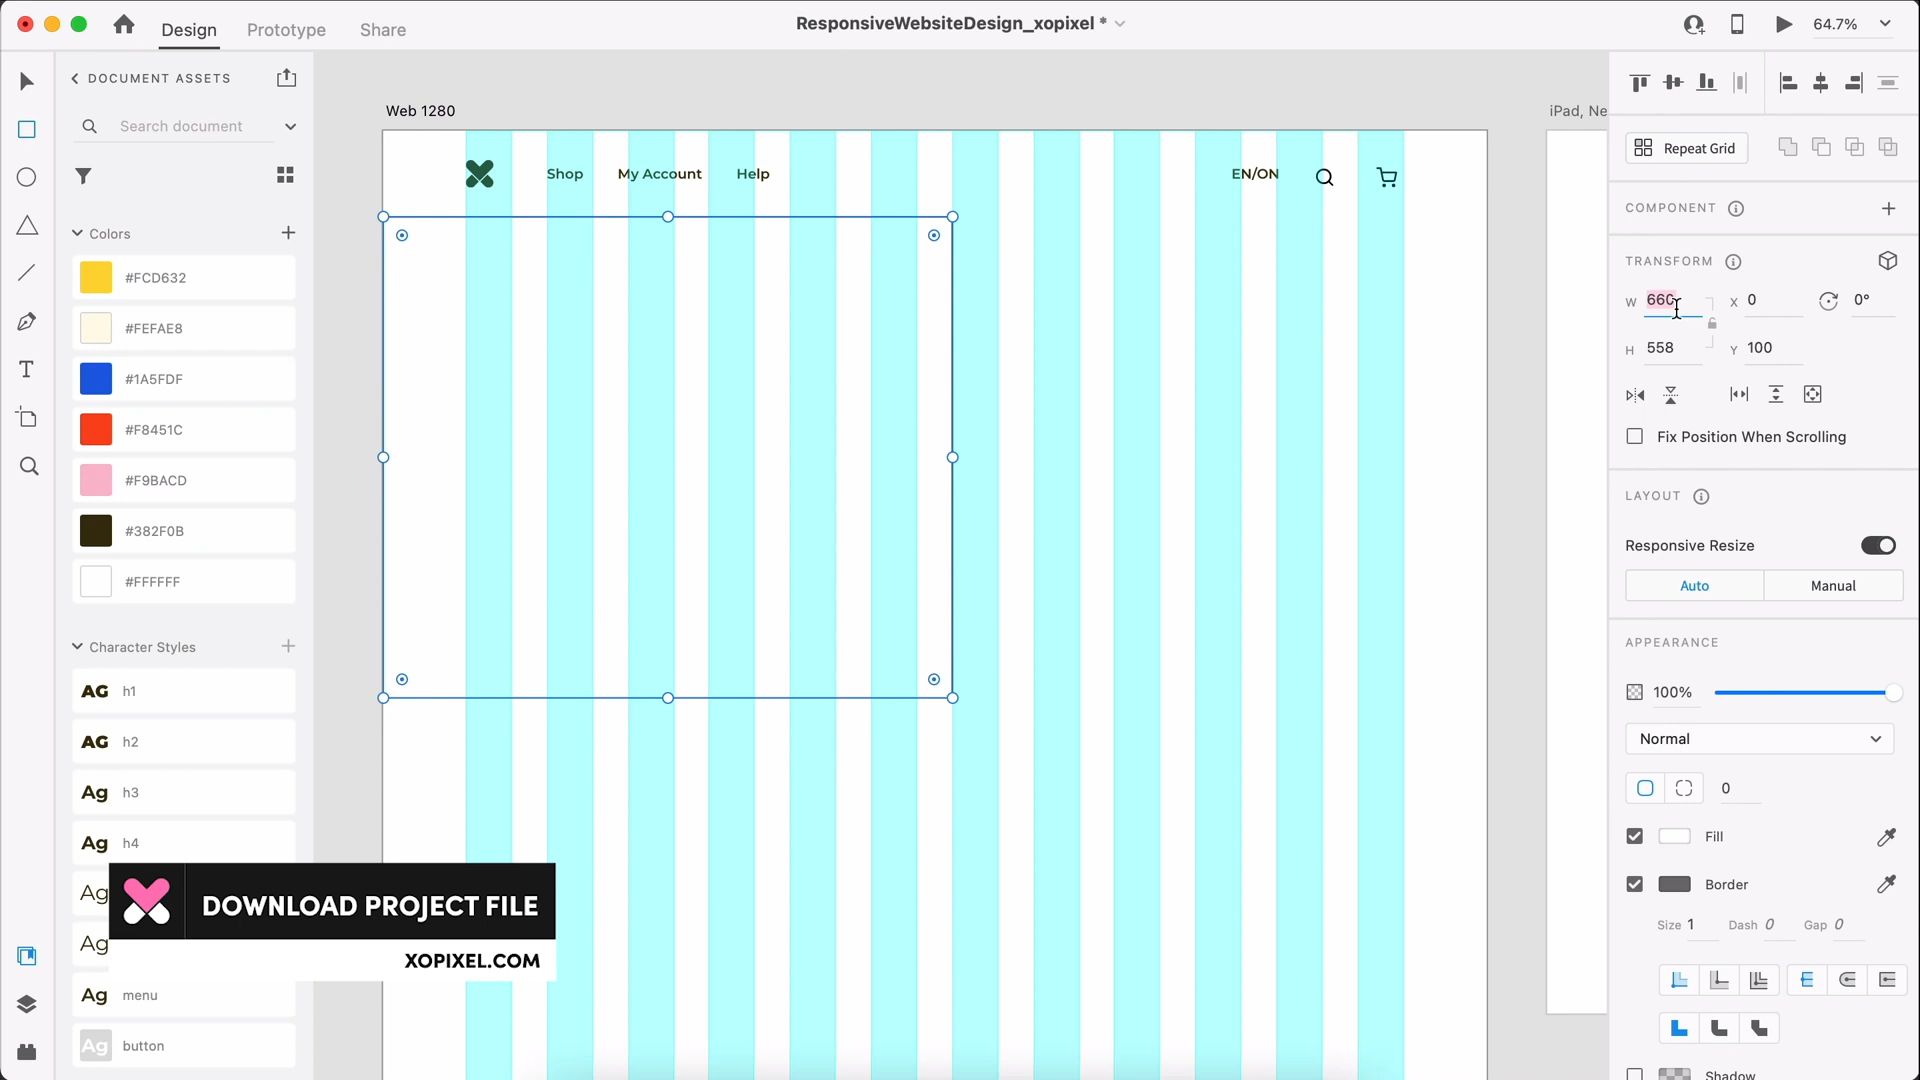 Design
Prototype
Share
ResponsiveWebsiteDesign_xopixel *
64.7%
DOCUMENT ASSETS
Search document
Colors
#FCD632
#FEFAE8
#1A5FDF
#F8451C
#F9BACD
#382F0B
#FFFFFF
Character Styles
AG h1
AG h2
Ag h3
Ag h4
Ag
Ag
Ag menu
Ag button
Web 1280
iPad, Ne
Shop
My Account
Help
EN/ON
DOWNLOAD PROJECT FILE
XOPIXEL.COM
Repeat Grid
COMPONENT
TRANSFORM
W 660 X 0 0°
H 558 Y 100
Fix Position When Scrolling
LAYOUT
Responsive Resize
Auto Manual
APPEARANCE
100%
Normal
0
Fill
Border
Size 1 Dash 0 Gap 0
Shadow